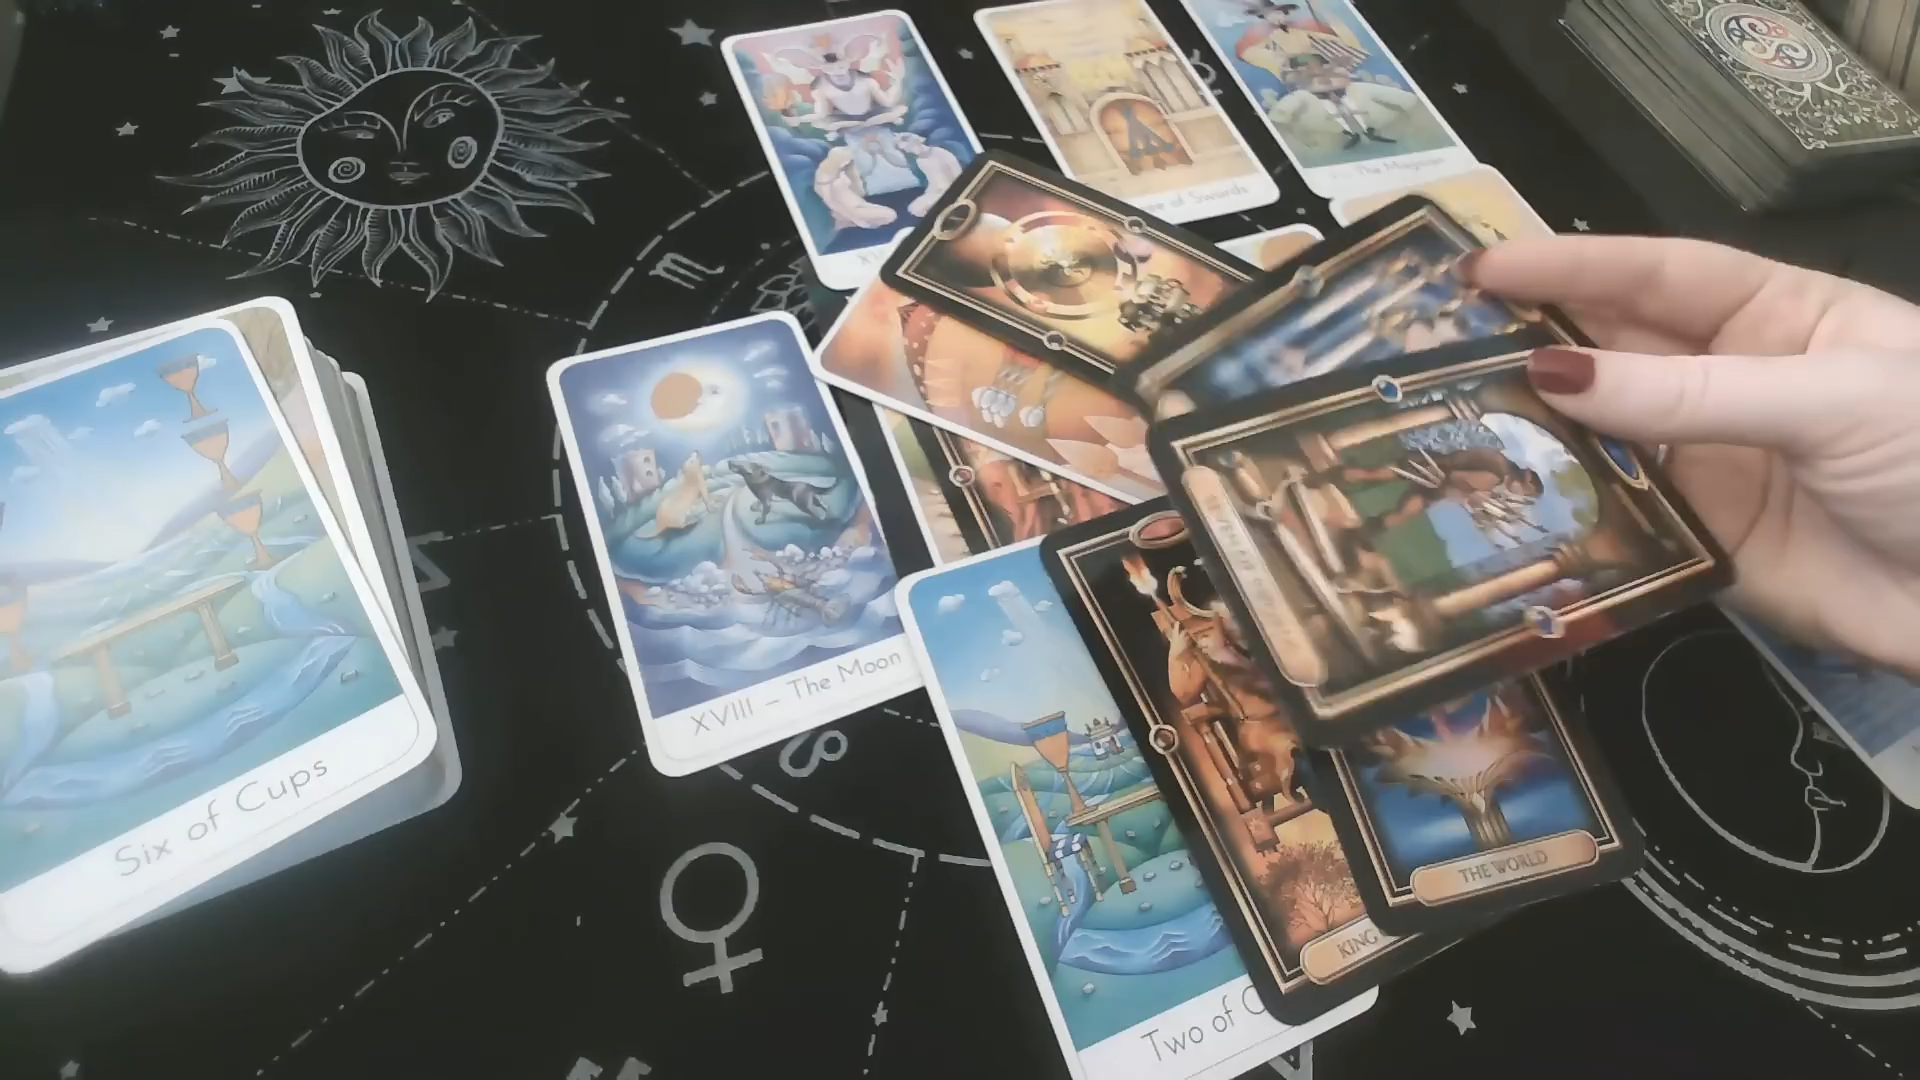 of Swords
The Magician
XVIII – The Moon
Six of Cups
THE WORLD
KING
Two of C